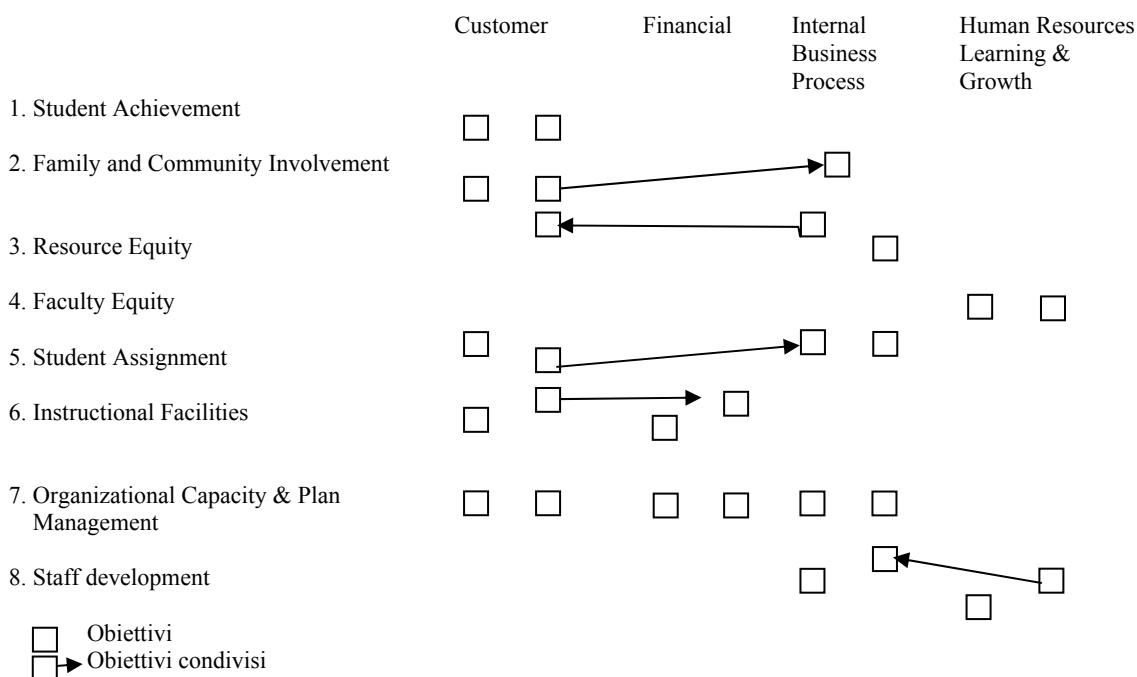 Customer Financial Internal Human Resources
Business Learning &
Process Growth
1. Student Achievement
2. Family and Community Involvement
3. Resource Equity
4. Faculty Equity
5. Student Assignment
6. Instructional Facilities
7. Organizational Capacity & Plan
Management
8. Staff development
Obiettivi
Obiettivi condivisi